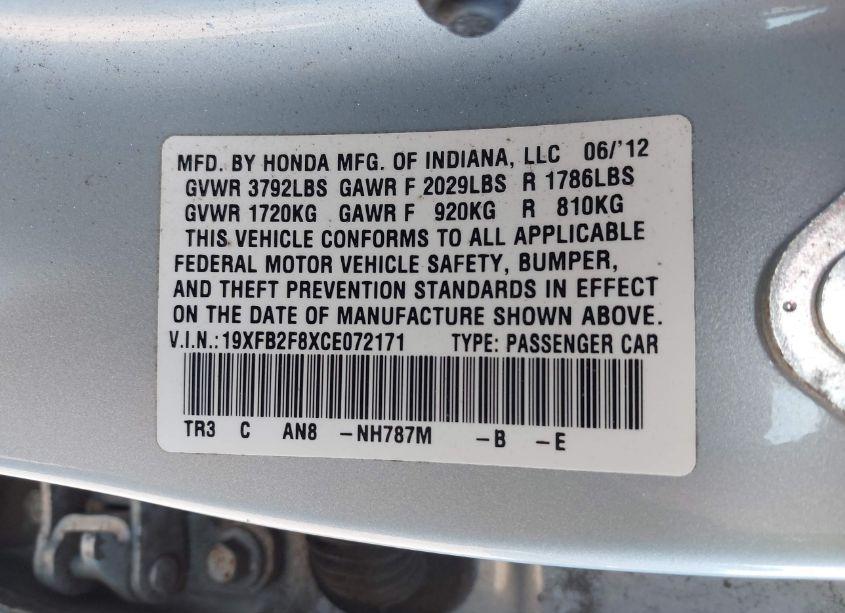 MFD. BY HONDA MFG. OF INDIANA, LLC 06/'12
GVWR 3792LBS GAWR F 2029LBS R 1786LBS
GVWR 1720KG GAWR F 920KG R 810KG
THIS VEHICLE CONFORMS TO ALL APPLICABLE
FEDERAL MOTOR VEHICLE SAFETY, BUMPER,
AND THEFT PREVENTION STANDARDS IN EFFECT
ON THE DATE OF MANUFACTURE SHOWN ABOVE.
V.I.N.:19XFB2F8XCE072171 TYPE: PASSENGER CAR
TR3 C AN8 -NH787M -B -E